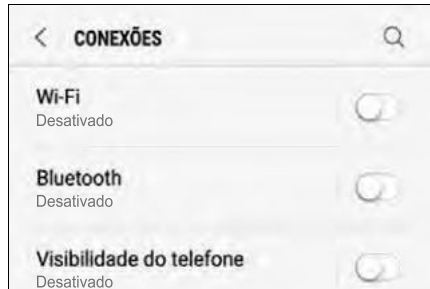 CONEXÕES
Wi-Fi
Desativado
Bluetooth
Desativado
Visibilidade do telefone
Desativado